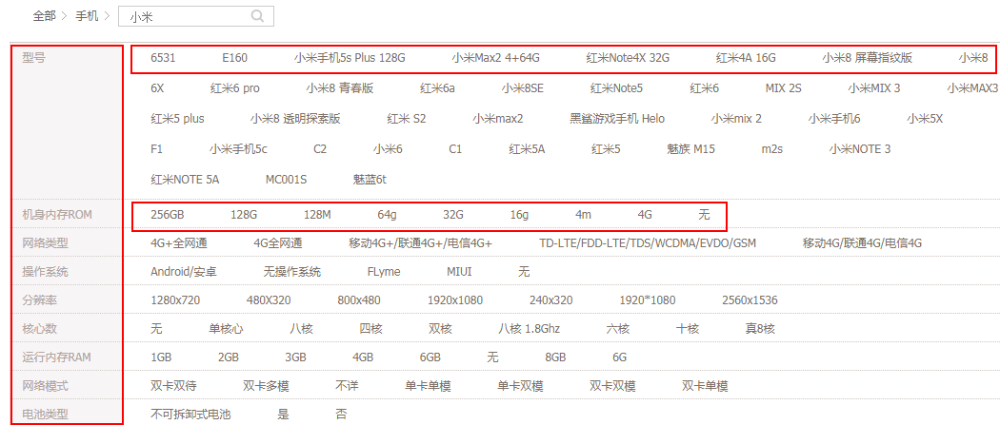 全部 > 手机 > 小米
型号 6531 E160 小米手机5s Plus 128G 小米Max2 4+64G 红米Note4X 32G 红米4A 16G 小米8 屏幕指纹版 小米8
6X 红米6 pro 小米8 青春版 红米6a 小米8SE 红米Note5 红米6 MIX 2S 小米MIX 3 小米MAX3
红米5 plus 小米8 透明探索版 红米 S2 小米max2 黑鲨游戏手机 Helo 小米mix 2 小米手机6 小米5X
F1 小米手机5c C2 小米6 C1 红米5A 红米5 魅族 M15 m2s 小米NOTE 3
红米NOTE 5A MC001S 魅蓝6t
机身内存ROM 256GB 128G 128M 64g 32G 16g 4m 4G 无
网络类型 4G+全网通 4G全网通 移动4G+/联通4G+/电信4G+ TD-LTE/FDD-LTE/TDS/WCDMA/EVDO/GSM 移动4G/联通4G/电信4G
操作系统 Android/安卓 无操作系统 FLyme MIUI 无
分辨率 1280x720 480X320 800x480 1920x1080 240x320 1920*1080 2560x1536
核心数 无 单核心 八核 四核 双核 八核 1.8Ghz 六核 十核 真8核
运行内存RAM 1GB 2GB 3GB 4GB 6GB 无 8GB 6G
网络模式 双卡双待 双卡多模 不详 单卡单模 单卡双模 双卡双模 双卡单模
电池类型 不可拆卸式电池 是 否